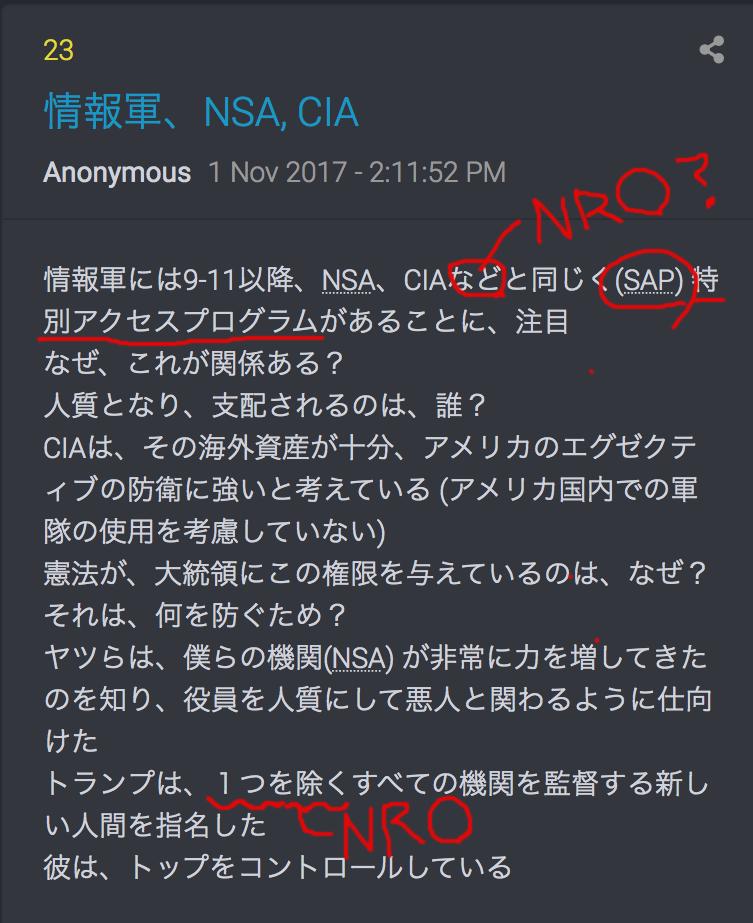 23
情報軍、NSA, CIA
Anonymous 1 Nov 2017 - 2:11:52 PM
NRO?
情報軍には9-11以降、NSA、CIAなどと同じく(SAP) 特
別アクセスプログラムがあることに、注目
なぜ、これが関係ある？
人質となり、支配されるのは、誰？
CIAは、その海外資産が十分、アメリカのエグゼクテ
ィブの防衛に強いと考えている (アメリカ国内での軍
隊の使用を考慮していない)
憲法が、大統領にこの権限を与えているのは、なぜ？
それは、何を防ぐため？
ヤツらは、僕らの機関(NSA) が非常に力を増してきた
のを知り、役員を人質にして悪人と関わるように仕向
けた
トランプは、１つを除くすべての機関を監督する新し
い人間を指名した
NRO
彼は、トップをコントロールしている